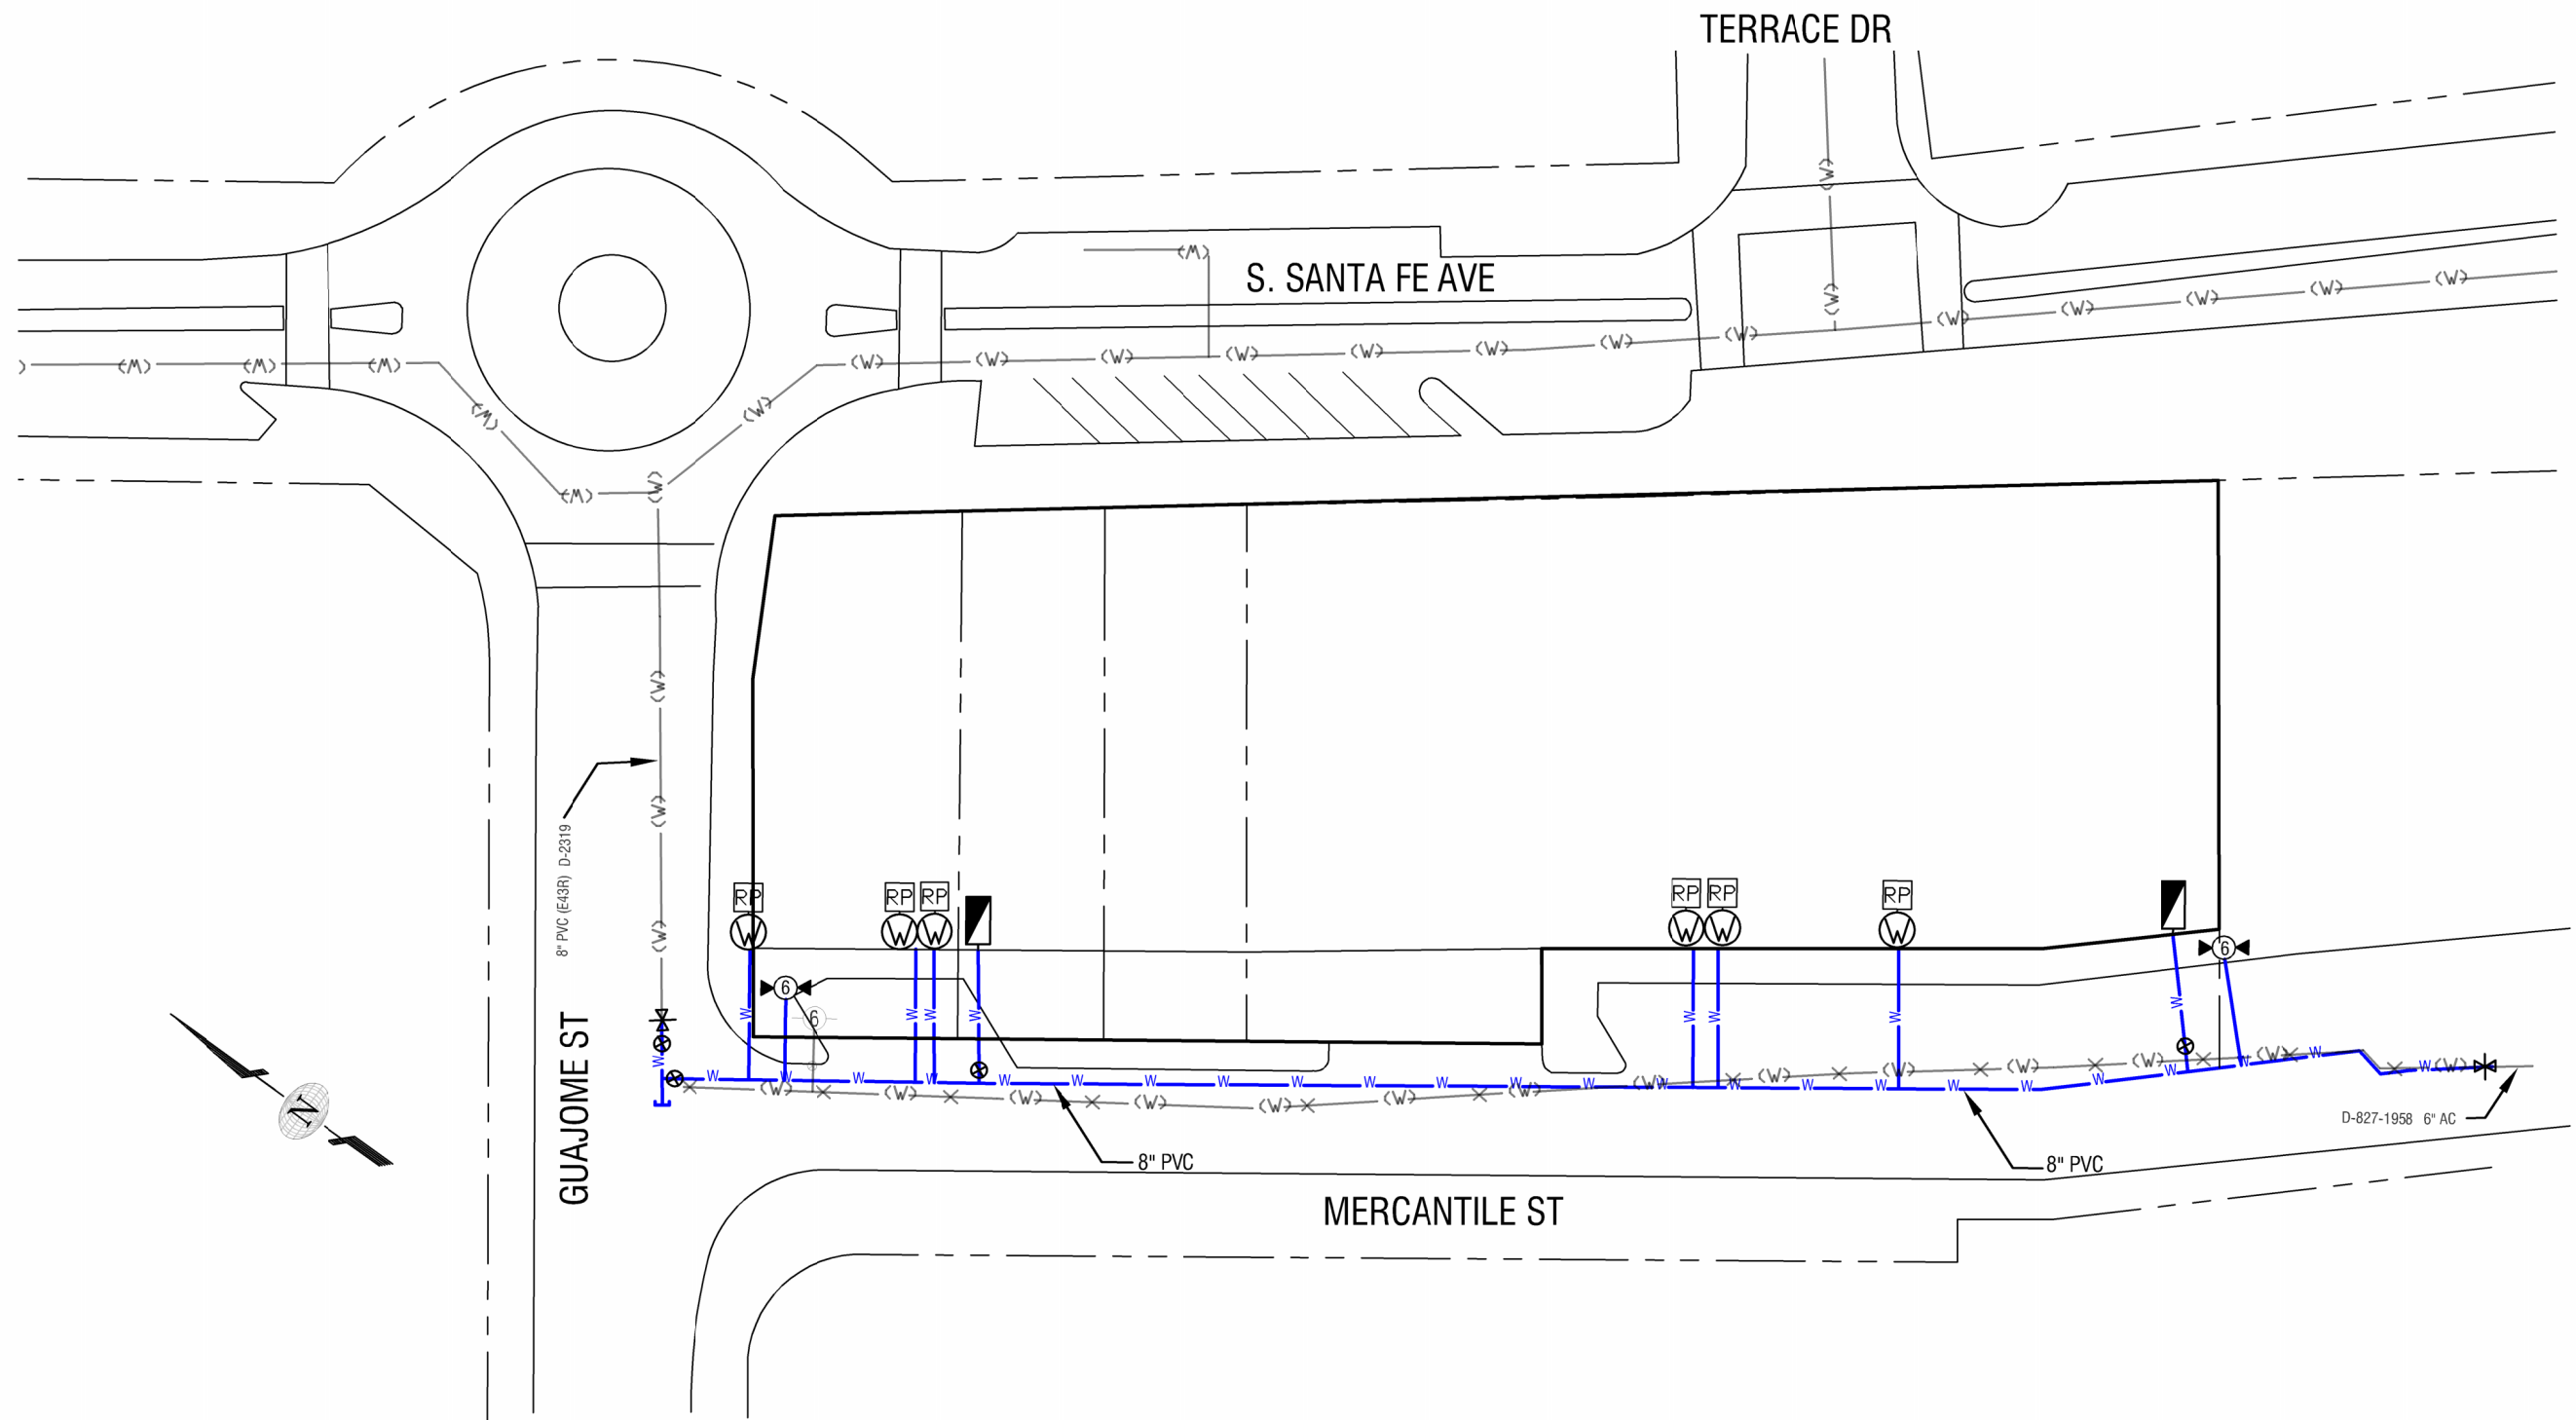 TERRACE DR
(W)
(W)
S. SANTA FE AVE
(W)
(W) (W) (W) (W)
(W) (W) (W) (W) (W) (W) (W) (W) (W) (W) (W) (W) (W)
(W) (W)
(W) (W)
(W)
(W)
8" PVC (E43R) D-2319
(W)
RP RP RP RP RP RP
W W W W W W
6
6
6
W W W W W W W W
GUAJOME ST
N
W
W W W W W W W W W W W W W W W W W W W W W W W W
(W) (W) (W) (W) (W) (W) (W) (W) (W) (W) (W) (W) (W) (W)
D-827-1958 6" AC
8" PVC
8" PVC
MERCANTILE ST